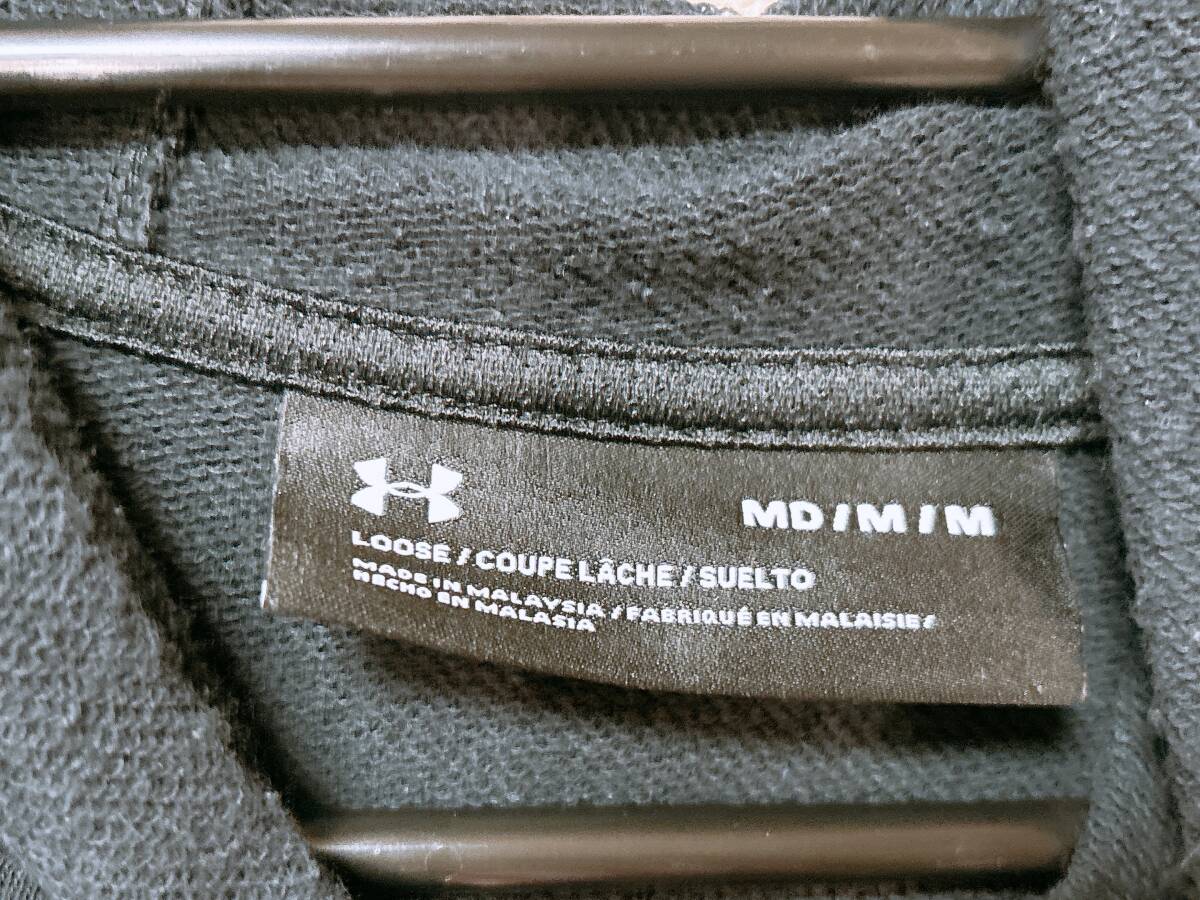 MD / M / M
LOOSE / COUPE LÂCHE / SUELTO
MADE IN MALAYSIA / FABRIQUÉ EN MALAISIE /
HECHO EN MALASIA